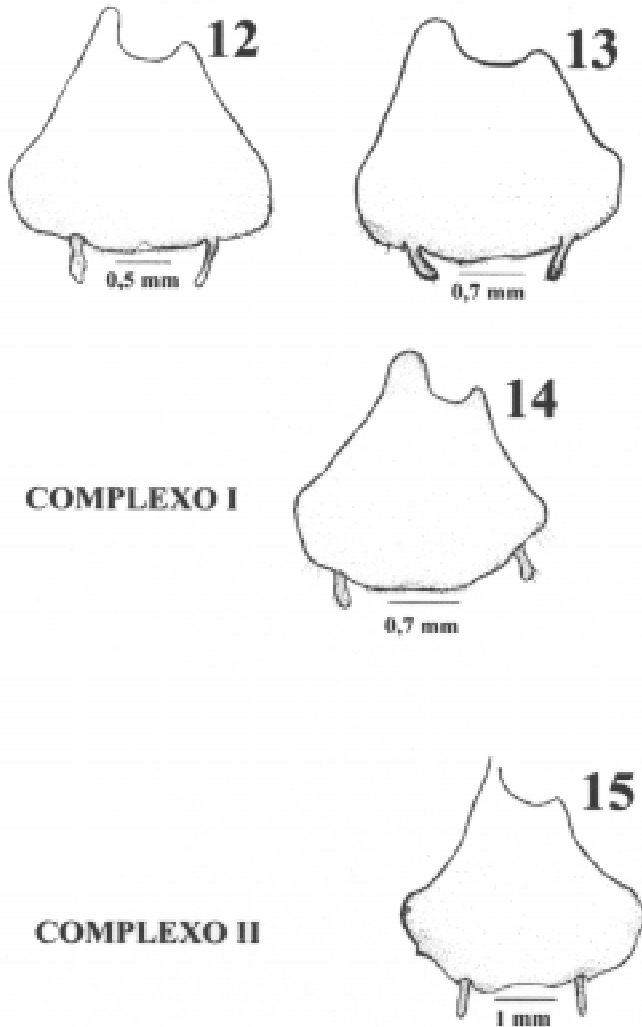 12
13
0,5 mm
0,7 mm
14
COMPLEXO I
0,7 mm
15
COMPLEXO II
1 mm